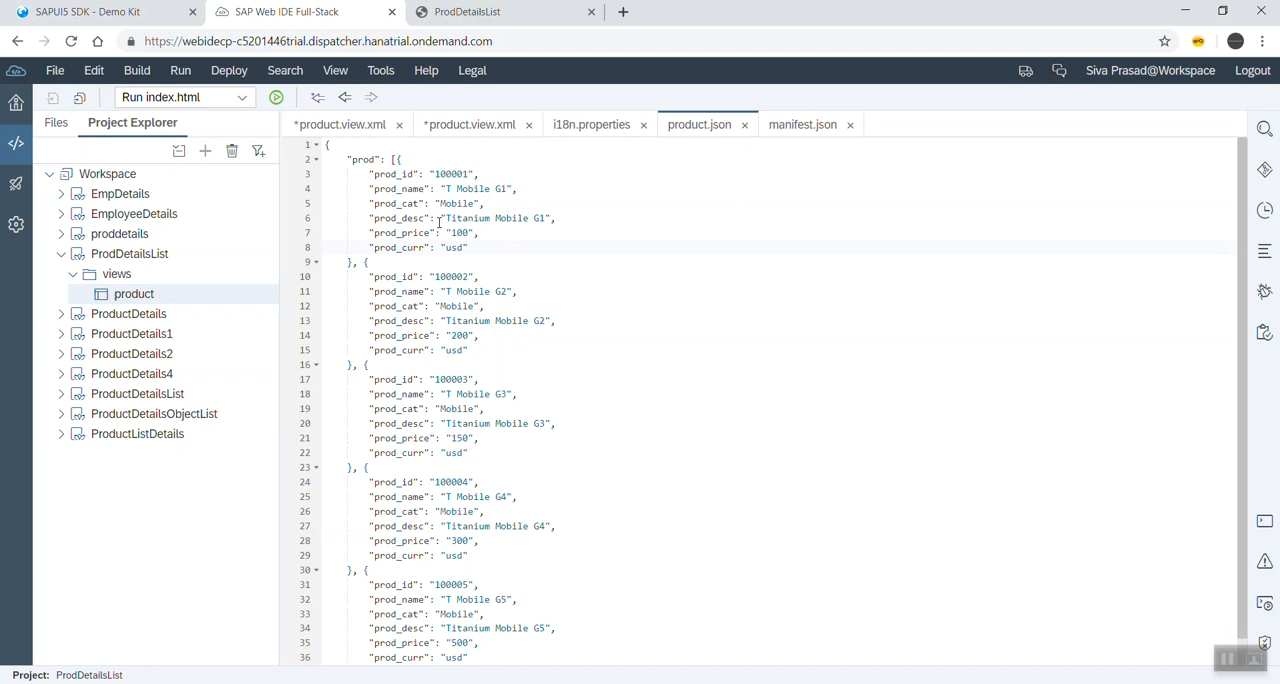 SAPUI5 SDK - Demo Kit
SAP Web IDE Full-Stack
ProdDetailsList
https://webidecp-c5201446trial.dispatcher.hanatrial.ondemand.com
File Edit Build Run Deploy Search View Tools Help Legal
Siva Prasad@Workspace Logout
Run index.html
Files Project Explorer
*product.view.xml
*product.view.xml
i18n.properties
product.json
manifest.json
Workspace
EmpDetails
EmployeeDetails
proddetails
ProdDetailsList
views
product
ProductDetails
ProductDetails1
ProductDetails2
ProductDetails4
ProductDetailsList
ProductDetailsObjectList
ProductListDetails
1 {
2 "prod": [{
3 "prod_id": "100001",
4 "prod_name": "T Mobile G1",
5 "prod_cat": "Mobile",
6 "prod_desc": "Titanium Mobile G1",
7 "prod_price": "100",
8 "prod_curr": "usd"
9 }, {
10 "prod_id": "100002",
11 "prod_name": "T Mobile G2",
12 "prod_cat": "Mobile",
13 "prod_desc": "Titanium Mobile G2",
14 "prod_price": "200",
15 "prod_curr": "usd"
16 }, {
17 "prod_id": "100003",
18 "prod_name": "T Mobile G3",
19 "prod_cat": "Mobile",
20 "prod_desc": "Titanium Mobile G3",
21 "prod_price": "150",
22 "prod_curr": "usd"
23 }, {
24 "prod_id": "100004",
25 "prod_name": "T Mobile G4",
26 "prod_cat": "Mobile",
27 "prod_desc": "Titanium Mobile G4",
28 "prod_price": "300",
29 "prod_curr": "usd"
30 }, {
31 "prod_id": "100005",
32 "prod_name": "T Mobile G5",
33 "prod_cat": "Mobile",
34 "prod_desc": "Titanium Mobile G5",
35 "prod_price": "500",
36 "prod_curr": "usd"
Project: ProdDetailsList